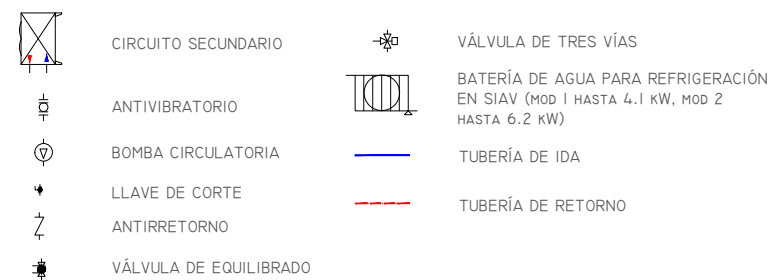 CIRCUITO SECUNDARIO
ANTIVIBRATORIO
BOMBA CIRCULATORIA
LLAVE DE CORTE
ANTIRRETORNO
VÁLVULA DE EQUILIBRADO
VÁLVULA DE TRES VÍAS
BATERÍA DE AGUA PARA REFRIGERACIÓN
EN SIAV (MOD 1 HASTA 4.1 KW, MOD 2
HASTA 6.2 KW)
TUBERÍA DE IDA
TUBERÍA DE RETORNO